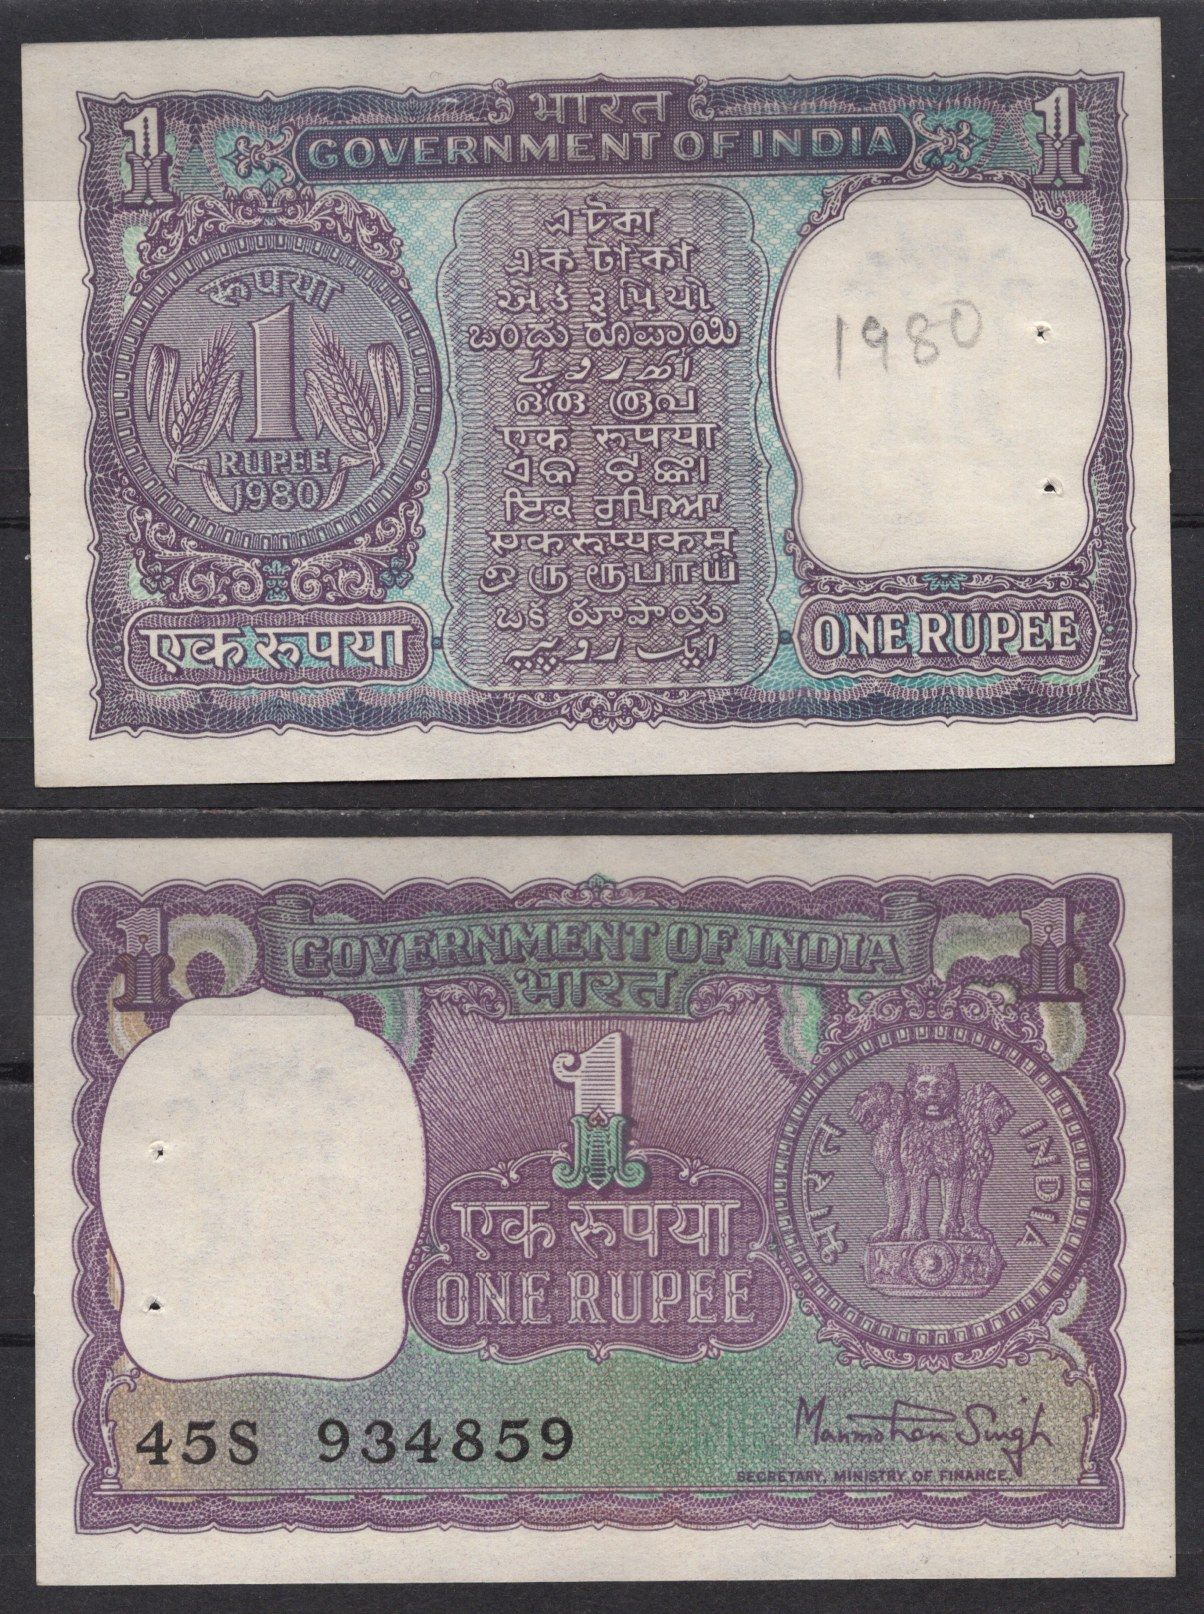 1 भारत 1
GOVERNMENT OF INDIA
रूपया
1
RUPEE
1980
এ টকা
এক টাকা
એક રૂપિયો
ಒಂದು ರೂಪಾಯಿ
ഒരു രൂപ
एक रुपया
ଏକ ଟଙ୍କା
ਇਕ ਰੁਪਿਆ
एकरूप्यकम्
ஒரு ரூபாய்
ఒక రూపాయి
ایک روپیہ
1980
एक रुपया
ONE RUPEE
1 GOVERNMENT OF INDIA 1
भारत
1
एक रुपया
ONE RUPEE
भारत
INDIA
45S 934859
Manmohan Singh
SECRETARY, MINISTRY OF FINANCE.